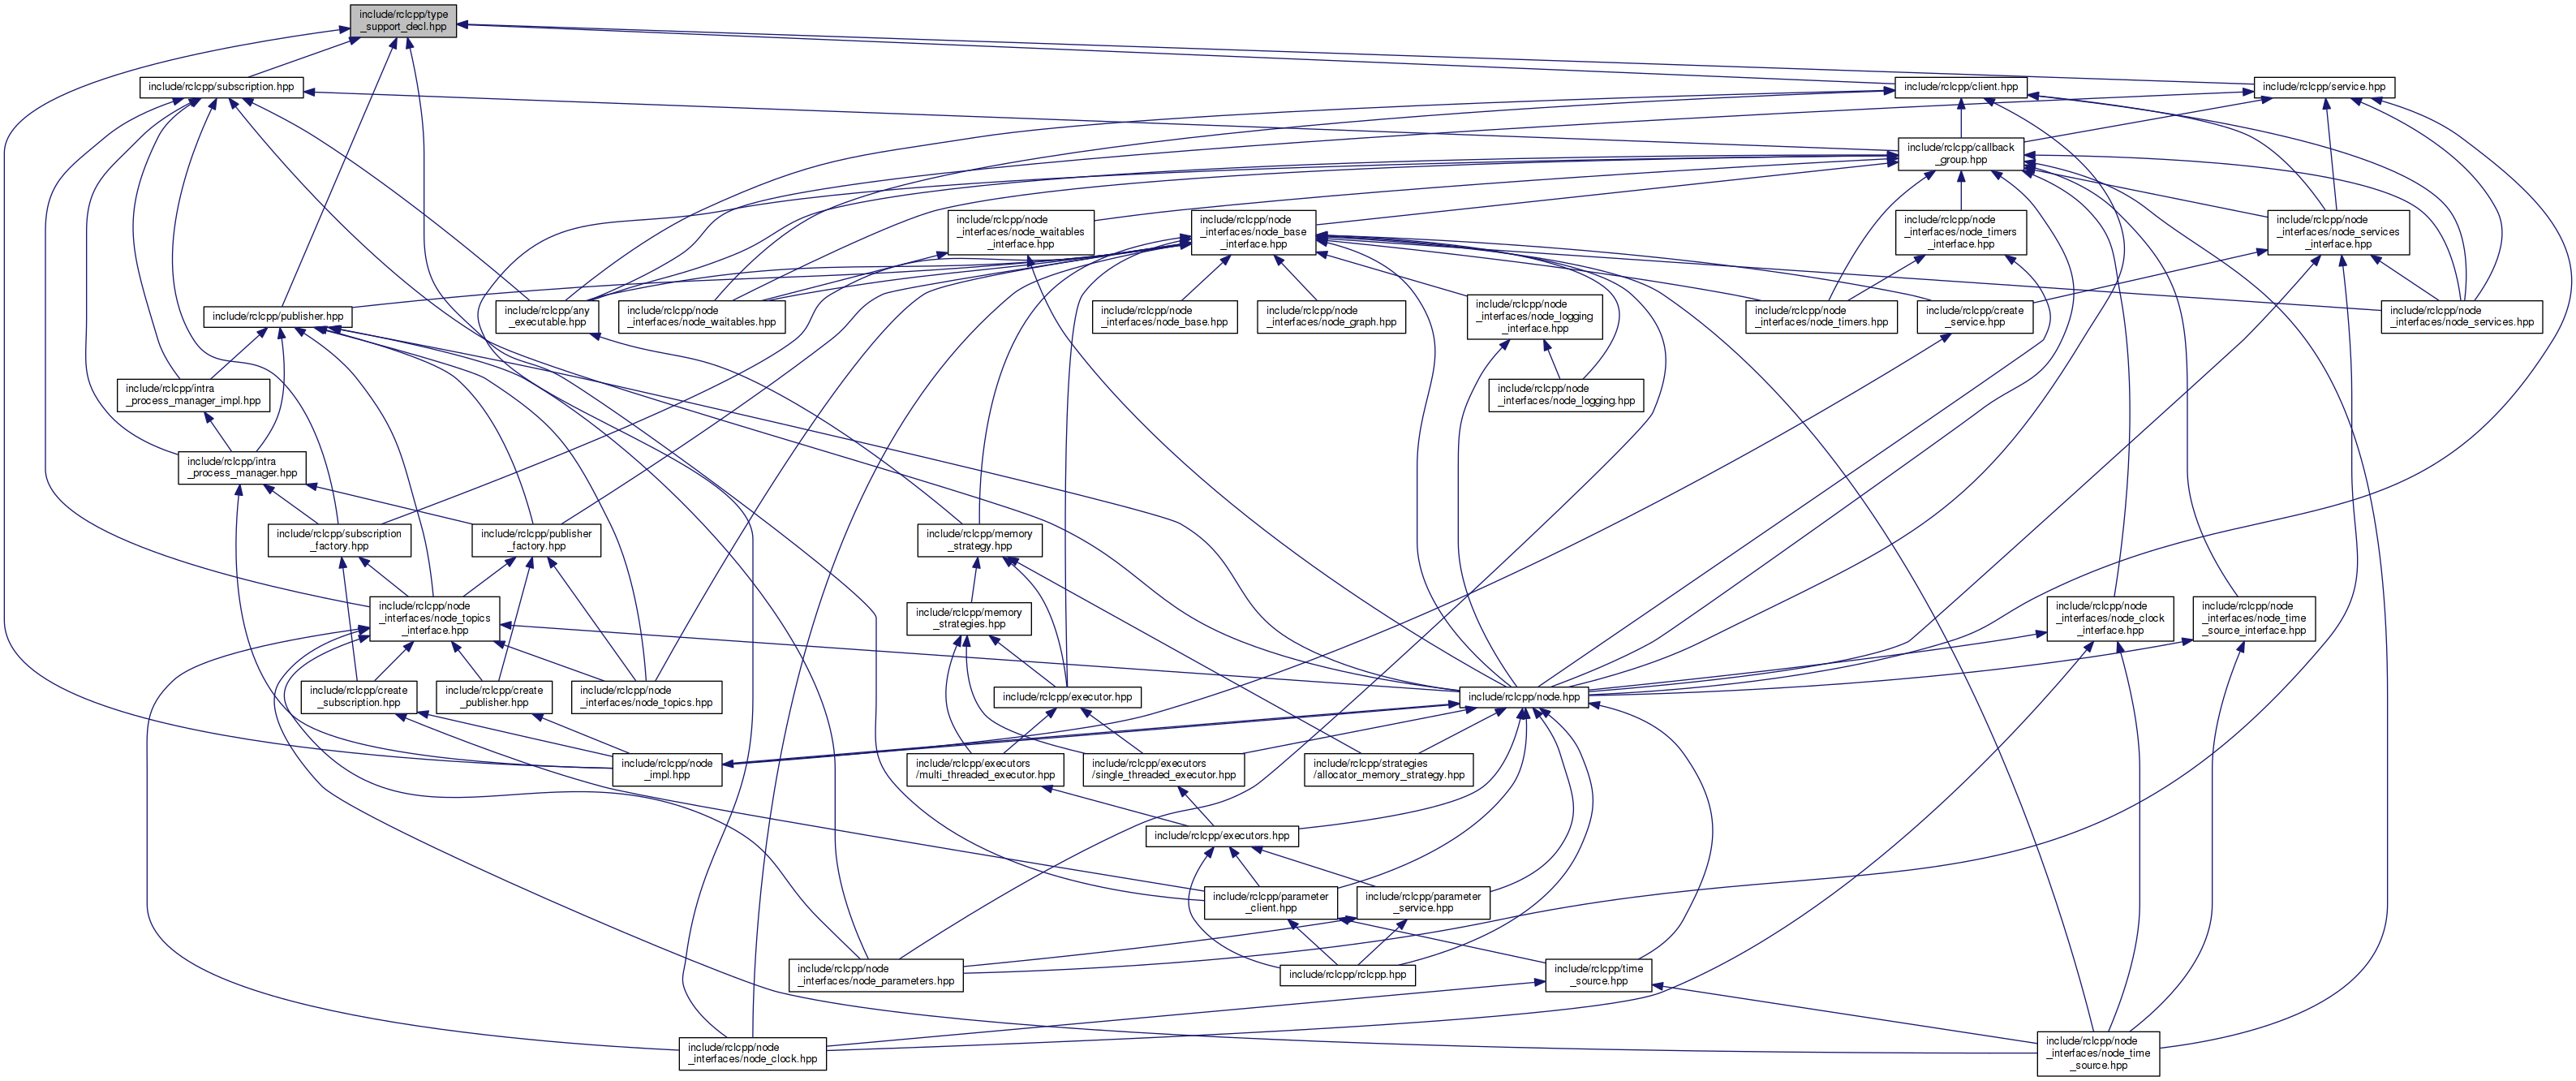 include/rclcpp/type
_support_decl.hpp
include/rclcpp/subscription.hpp
include/rclcpp/client.hpp
include/rclcpp/service.hpp
include/rclcpp/callback
_group.hpp
include/rclcpp/node
_interfaces/node_waitables
_interface.hpp
include/rclcpp/node
_interfaces/node_base
_interface.hpp
include/rclcpp/node
_interfaces/node_timers
_interface.hpp
include/rclcpp/node
_interfaces/node_services
_interface.hpp
include/rclcpp/publisher.hpp
include/rclcpp/any
_executable.hpp
include/rclcpp/node
_interfaces/node_waitables.hpp
include/rclcpp/node
_interfaces/node_base.hpp
include/rclcpp/node
_interfaces/node_graph.hpp
include/rclcpp/node
_interfaces/node_logging
_interface.hpp
include/rclcpp/node
_interfaces/node_timers.hpp
include/rclcpp/create
_service.hpp
include/rclcpp/node
_interfaces/node_services.hpp
include/rclcpp/intra
_process_manager_impl.hpp
include/rclcpp/node
_interfaces/node_logging.hpp
include/rclcpp/intra
_process_manager.hpp
include/rclcpp/subscription
_factory.hpp
include/rclcpp/publisher
_factory.hpp
include/rclcpp/memory
_strategy.hpp
include/rclcpp/node
_interfaces/node_topics
_interface.hpp
include/rclcpp/memory
_strategies.hpp
include/rclcpp/node
_interfaces/node_clock
_interface.hpp
include/rclcpp/node
_interfaces/node_time
_source_interface.hpp
include/rclcpp/create
_subscription.hpp
include/rclcpp/create
_publisher.hpp
include/rclcpp/node
_interfaces/node_topics.hpp
include/rclcpp/executor.hpp
include/rclcpp/node.hpp
include/rclcpp/node
_impl.hpp
include/rclcpp/executors
/multi_threaded_executor.hpp
include/rclcpp/executors
/single_threaded_executor.hpp
include/rclcpp/strategies
/allocator_memory_strategy.hpp
include/rclcpp/executors.hpp
include/rclcpp/parameter
_client.hpp
include/rclcpp/parameter
_service.hpp
include/rclcpp/node
_interfaces/node_parameters.hpp
include/rclcpp/rclcpp.hpp
include/rclcpp/time
_source.hpp
include/rclcpp/node
_interfaces/node_clock.hpp
include/rclcpp/node
_interfaces/node_time
_source.hpp